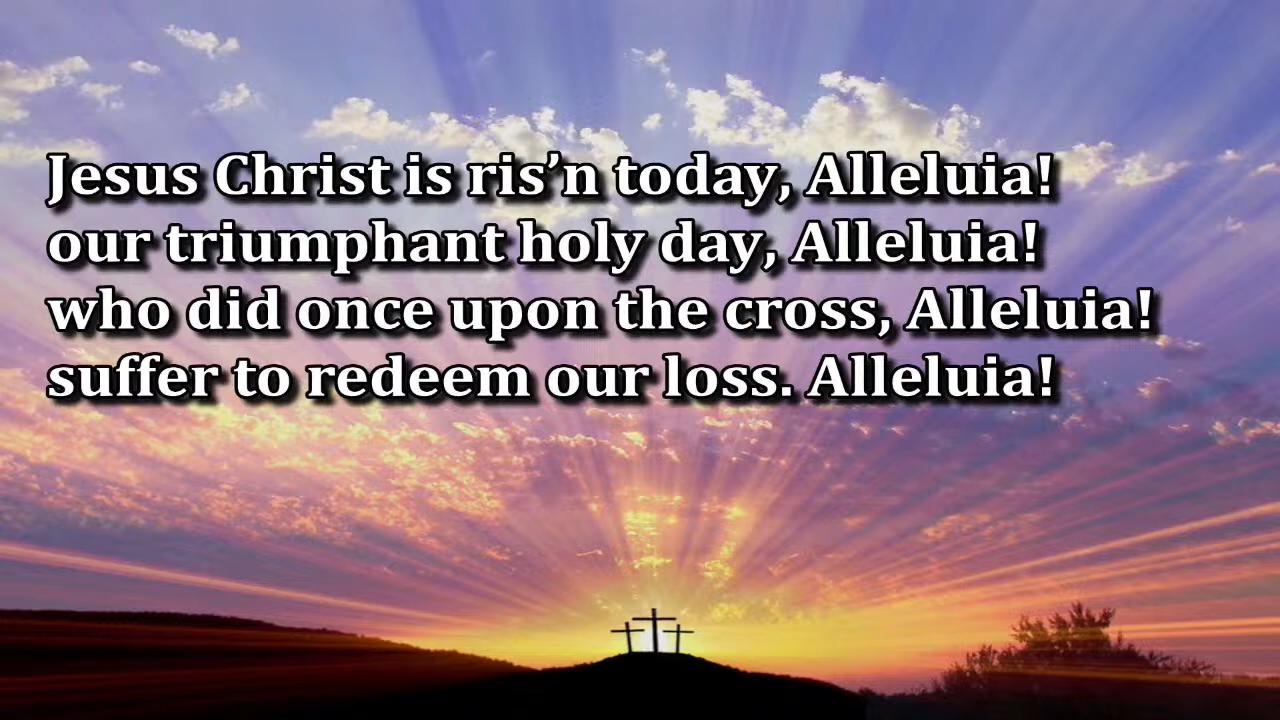 Jesus Christ is ris’n today, Alleluia!
our triumphant holy day, Alleluia!
who did once upon the cross, Alleluia!
suffer to redeem our loss. Alleluia!